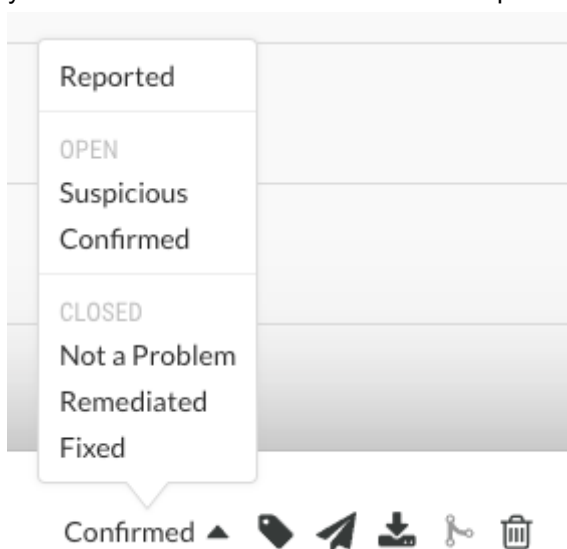 Reported
OPEN
Suspicious
Confirmed
CLOSED
Not a Problem
Remediated
Fixed
Confirmed